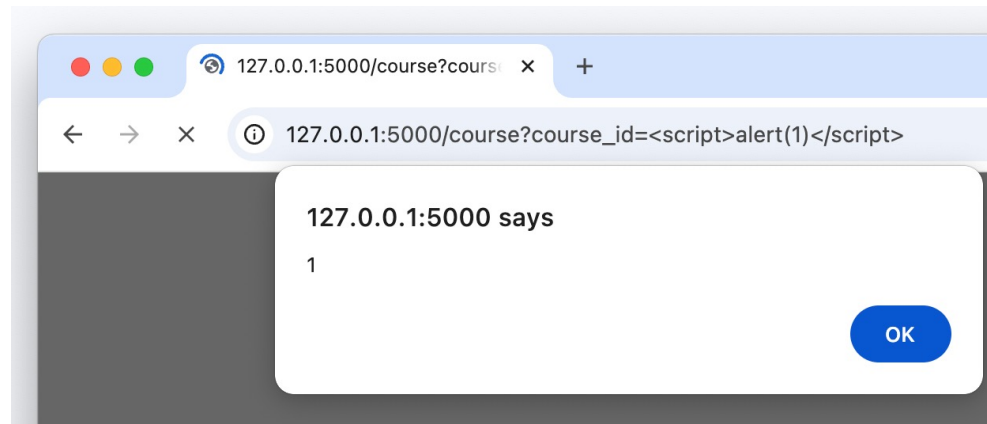 127.0.0.1:5000/course?cours
127.0.0.1:5000/course?course_id=<script>alert(1)</script>
127.0.0.1:5000 says
1
OK